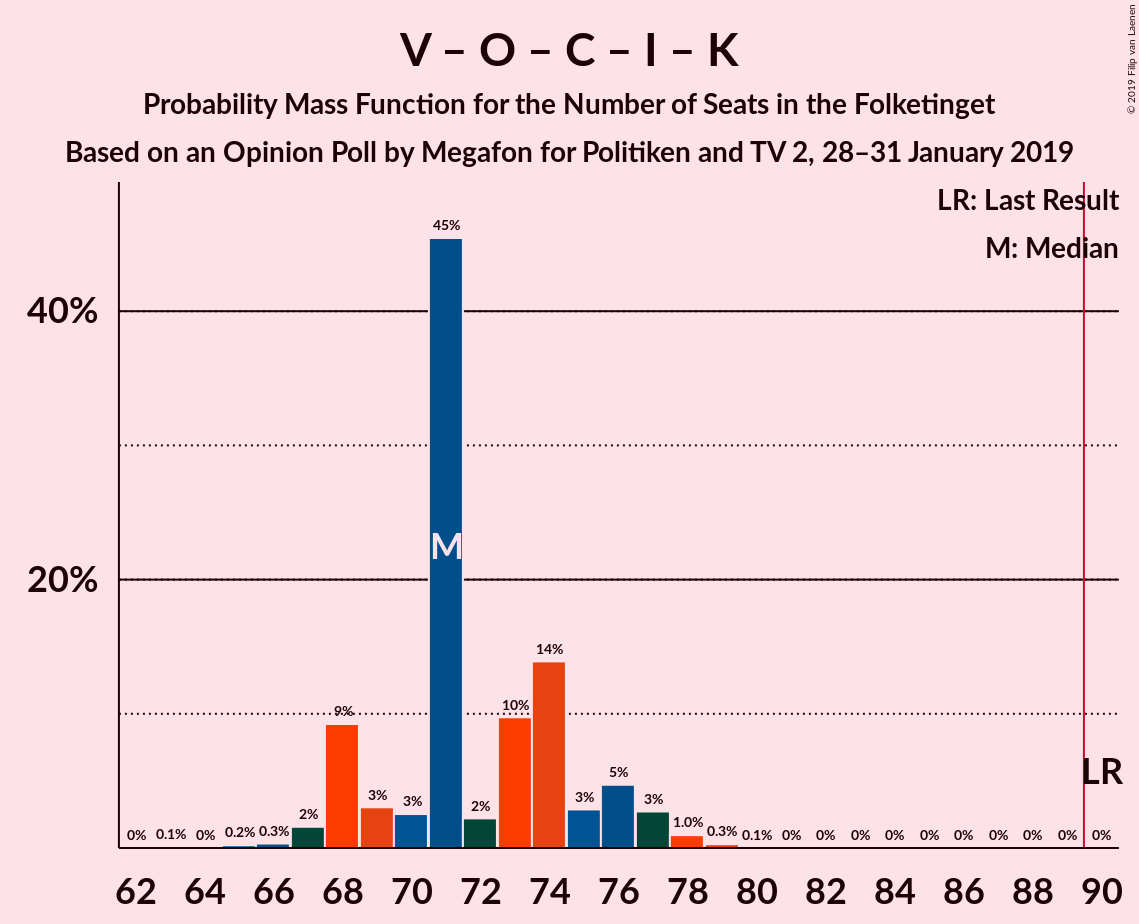 V – O – C – I – K
Probability Mass Function for the Number of Seats in the Folketinget
Based on an Opinion Poll by Megafon for Politiken and TV 2, 28–31 January 2019
© 2019 Filip van Laenen
LR: Last Result
M: Median
45%
40%
M
20%
14%
10%
9%
5%
LR
3%
3%
3%
3%
2%
2%
1.0%
0% 0.1% 0% 0.2% 0.3% 0.3% 0.1% 0% 0% 0% 0% 0% 0% 0% 0% 0% 0%
62 64 66 68 70 72 74 76 78 80 82 84 86 88 90